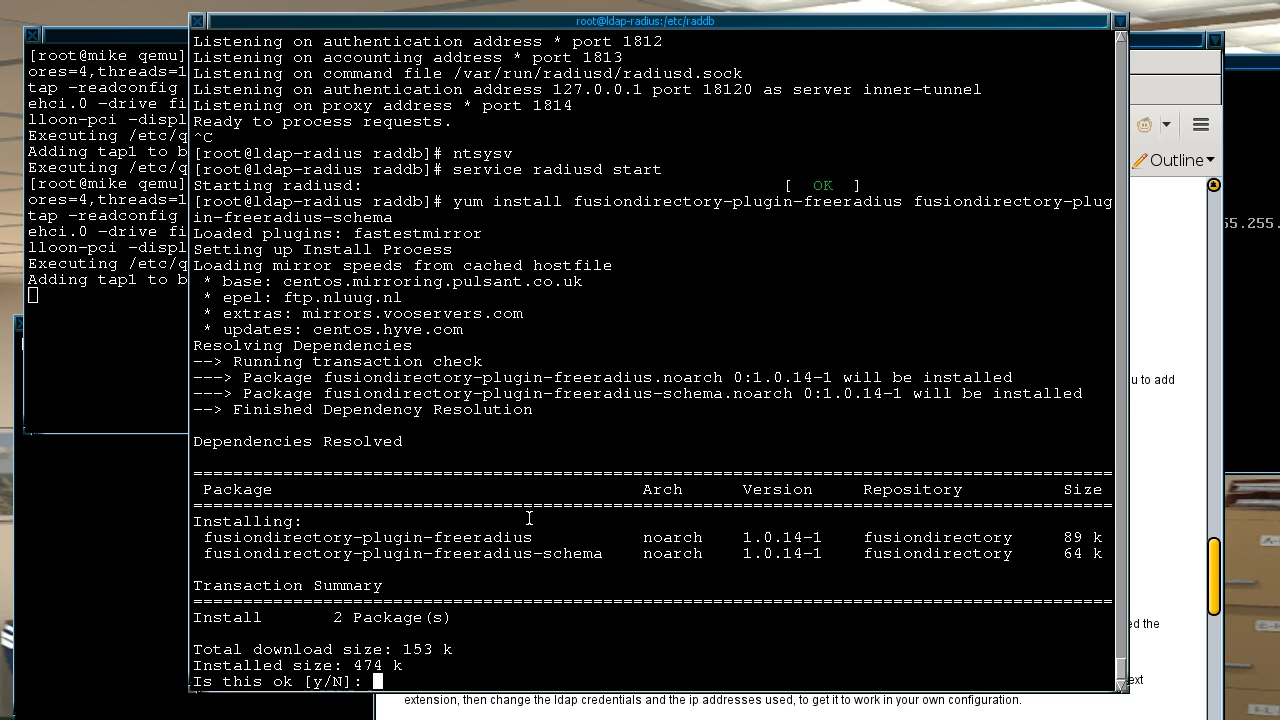 root@ldap-radius:/etc/raddb
Listening on authentication address * port 1812
Listening on accounting address * port 1813
Listening on command file /var/run/radiusd/radiusd.sock
Listening on authentication address 127.0.0.1 port 18120 as server inner-tunnel
Listening on proxy address * port 1814
Ready to process requests.
^C
[root@ldap-radius raddb]# ntsysv
[root@ldap-radius raddb]# service radiusd start
Starting radiusd: [ OK ]
[root@ldap-radius raddb]# yum install fusiondirectory-plugin-freeradius fusiondirectory-plug
in-freeradius-schema
Loaded plugins: fastestmirror
Setting up Install Process
Loading mirror speeds from cached hostfile
* base: centos.mirroring.pulsant.co.uk
* epel: ftp.nluug.nl
* extras: mirrors.vooservers.com
* updates: centos.hyve.com
Resolving Dependencies
--> Running transaction check
---> Package fusiondirectory-plugin-freeradius.noarch 0:1.0.14-1 will be installed
---> Package fusiondirectory-plugin-freeradius-schema.noarch 0:1.0.14-1 will be installed
--> Finished Dependency Resolution
Dependencies Resolved
================================================================================
Package Arch Version Repository Size
================================================================================
Installing:
fusiondirectory-plugin-freeradius noarch 1.0.14-1 fusiondirectory 89 k
fusiondirectory-plugin-freeradius-schema noarch 1.0.14-1 fusiondirectory 64 k
Transaction Summary
================================================================================
Install 2 Package(s)
Total download size: 153 k
Installed size: 474 k
Is this ok [y/N]:
[root@mike qemu]
ores=4,threads=1
tap -readconfig
ehci.0 -drive fi
lloon-pci -displ
Executing /etc/q
Adding tap1 to b
Executing /etc/q
[root@mike qemu]
ores=4,threads=1
tap -readconfig
ehci.0 -drive fi
lloon-pci -displ
Executing /etc/q
Adding tap1 to b
Outline
55.255.
u to add
ed the
ext
extension, then change the ldap credentials and the ip addresses used, to get it to work in your own configuration.